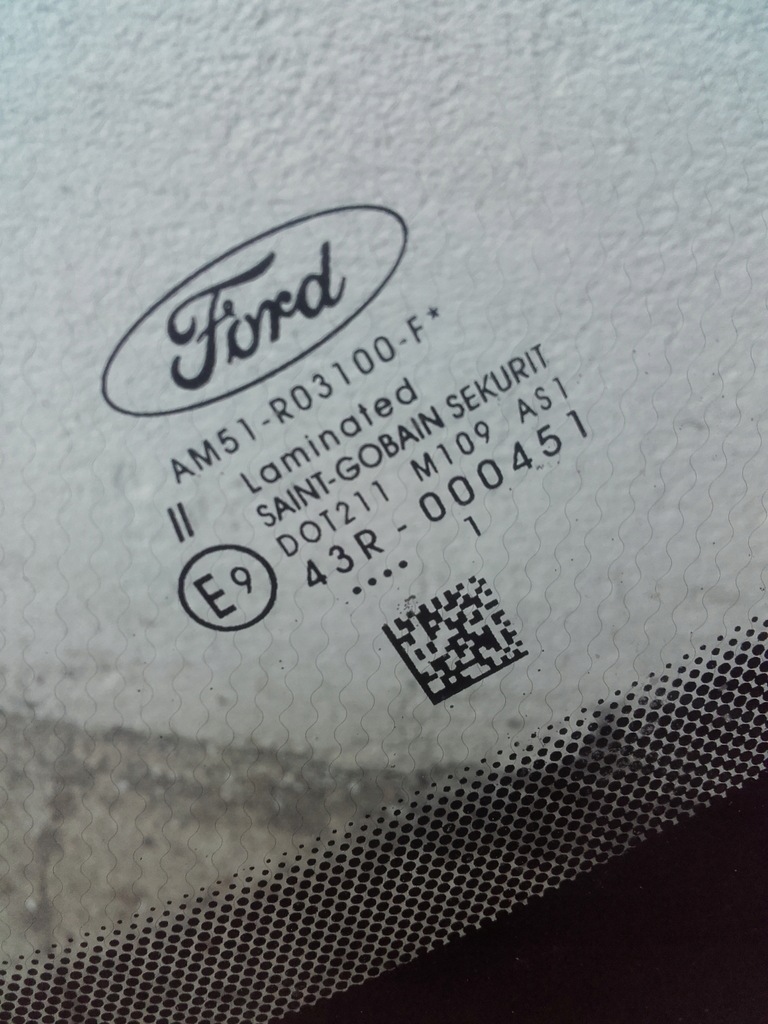 Ford
AM51-R03100-F*
II Laminated
SAINT-GOBAIN SEKURIT
DOT211 M109 AS1
E9 43R-000451
.... 1